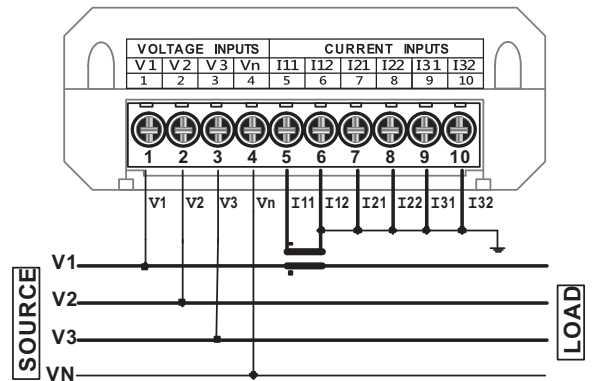 VOLTAGE INPUTS CURRENT INPUTS
V1 V2 V3 Vn I11 I12 I21 I22 I31 I32
1 2 3 4 5 6 7 8 9 10
1 2 3 4 5 6 7 8 9 10
V1 V2 V3 Vn I11 I12 I21 I22 I31 I32
SOURCE
V1
V2
V3
VN
LOAD